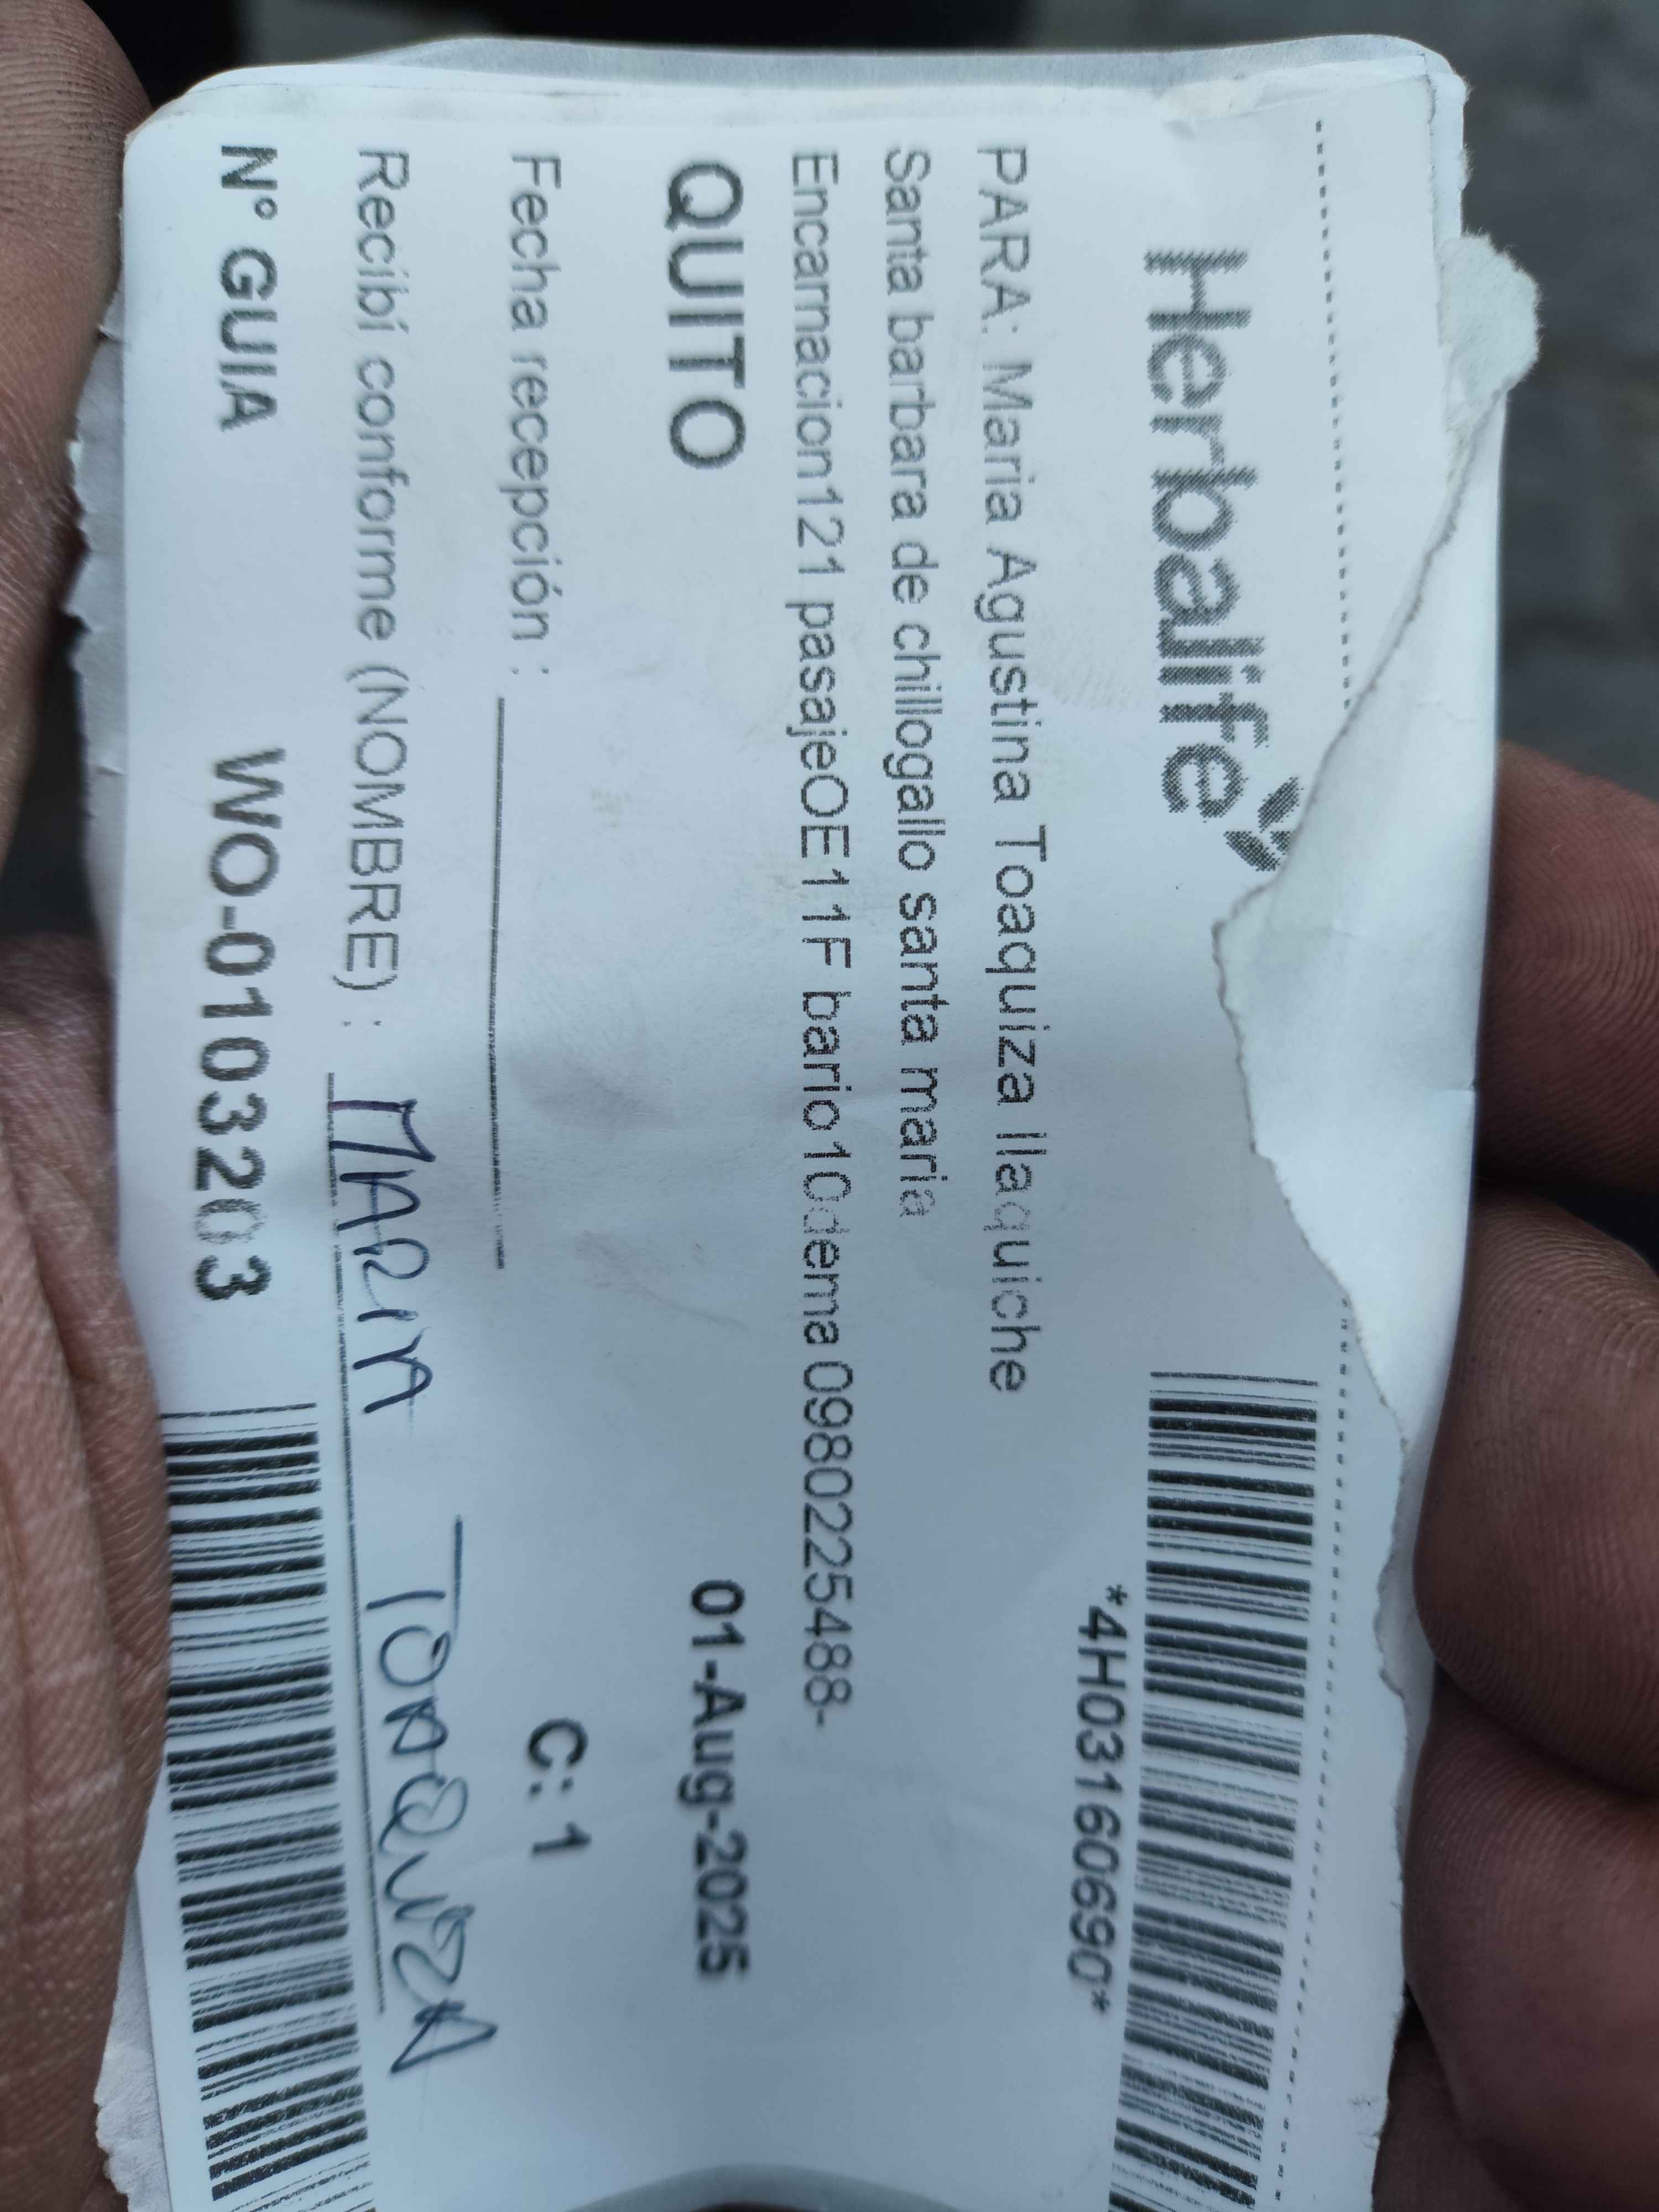 Herbalife
*4H03160690*
PARA: Maria Agustina Toaquiza llaquiche
Santa barbara de chillogallo santa maria
Encarnacion121 pasajeOE11F bario10dema 0980225488-
QUITO 01-Aug-2025
Fecha recepción : C: 1
Recibí conforme (NOMBRE) : MARIA TOAQUIZA
N° GUIA WO-0103203